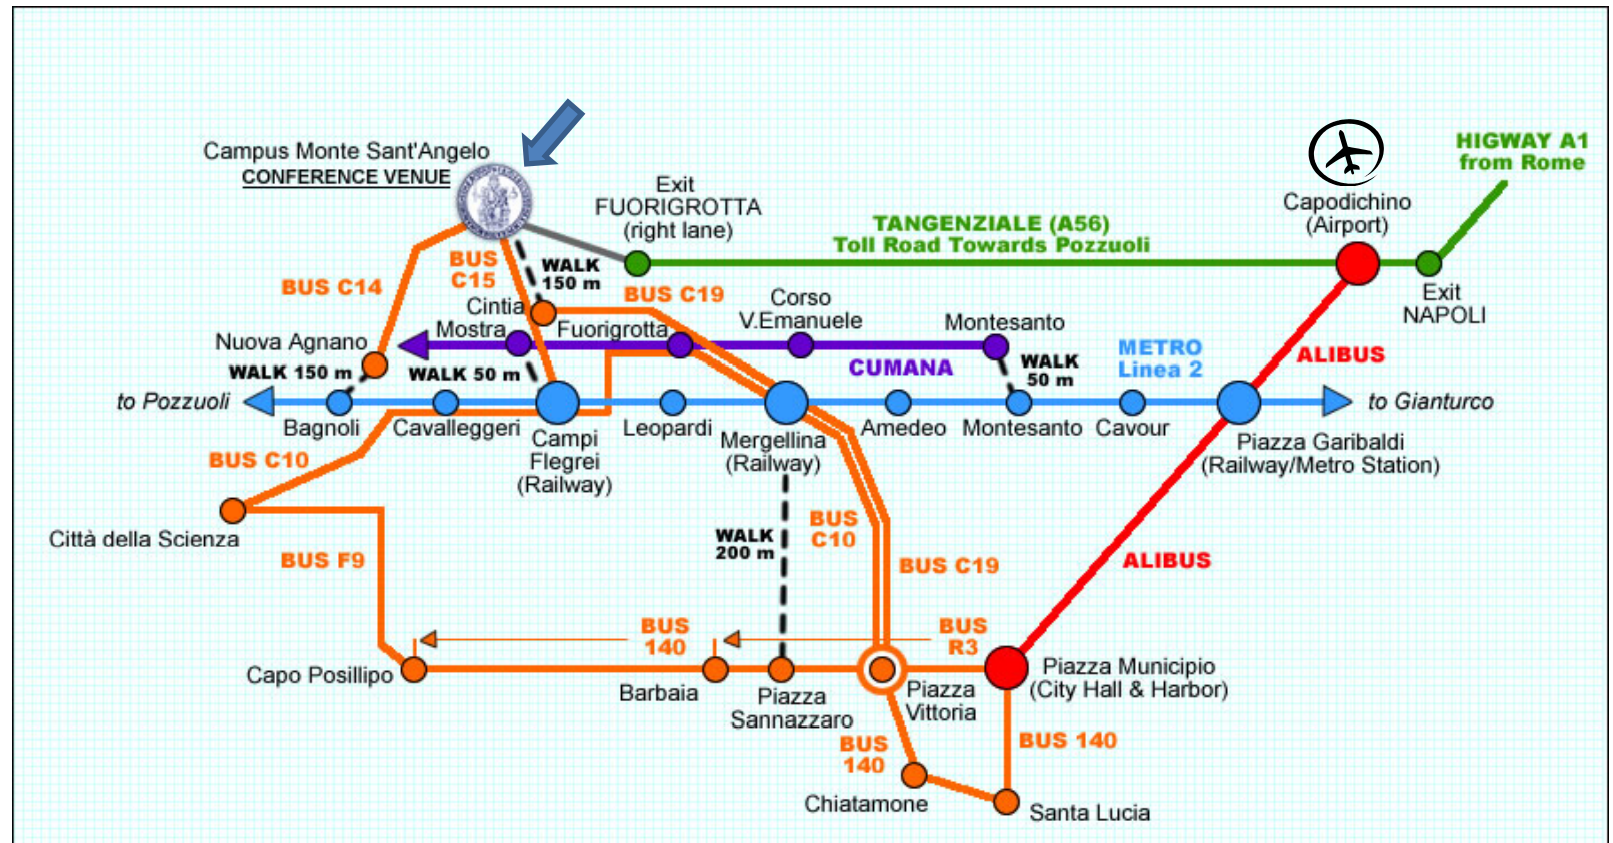 Campus Monte Sant'Angelo
CONFERENCE VENUE
Exit
FUORIGROTTA
(right lane)
TANGENZIALE (A56)
Toll Road Towards Pozzuoli
Capodichino
(Airport)
HIGWAY A1
from Rome
Exit
NAPOLI
BUS C14
BUS
C15
WALK
150 m
BUS C19
Cintia
Mostra
Fuorigrotta
Corso
V.Emanuele
Montesanto
Nuova Agnano
WALK 150 m
WALK 50 m
CUMANA
WALK
50 m
METRO
Linea 2
ALIBUS
to Pozzuoli
Bagnoli
Cavalleggeri
Campi
Flegrei
(Railway)
Leopardi
Mergellina
(Railway)
Amedeo
Montesanto
Cavour
Piazza Garibaldi
(Railway/Metro Station)
to Gianturco
BUS C10
Città della Scienza
BUS F9
WALK
200 m
BUS
C10
BUS C19
ALIBUS
BUS
140
BUS
R3
Capo Posillipo
Barbaia
Piazza
Sannazzaro
Piazza
Vittoria
Piazza Municipio
(City Hall & Harbor)
BUS
140
BUS 140
Chiatamone
Santa Lucia